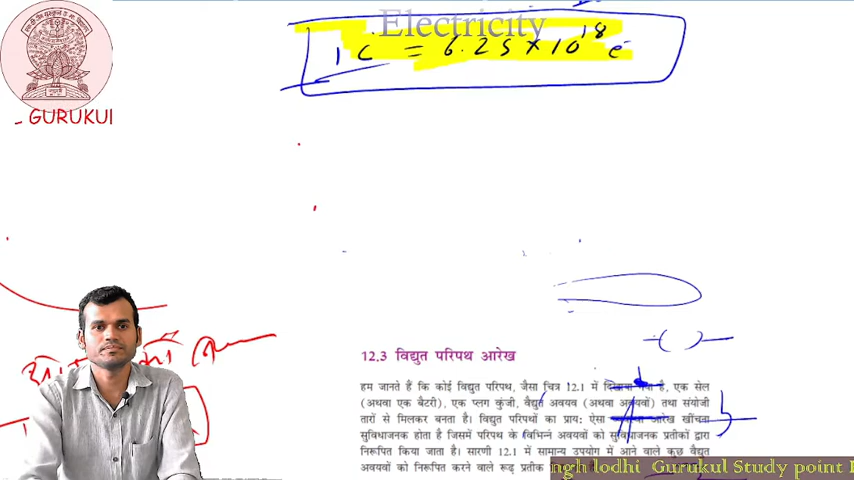 Electricity
1 C = 6.25 × 10¹⁸ e⁻
- GURUKUL
12.3 विद्युत परिपथ आरेख
हम जानते हैं कि कोई विद्युत परिपथ, जैसा चित्र 12.1 में दिखाया गया है, एक सेल
(अथवा एक बैटरी), एक प्लग कुंजी, वैद्युत अवयव (अथवा अवयवों) तथा संयोजी
तारों से मिलकर बनता है। विद्युत परिपथों का प्रायः ऐसा आरेख खींचना
सुविधाजनक होता है जिसमें परिपथ के विभिन्न अवयवों को सुविधाजनक प्रतीकों द्वारा
निरूपित किया जाता है। सारणी 12.1 में सामान्य उपयोग में आने वाले कुछ वैद्युत
अवयवों को निरूपित करने वाले रूढ़ प्रतीक
ngh lodhi Gurukul Study point